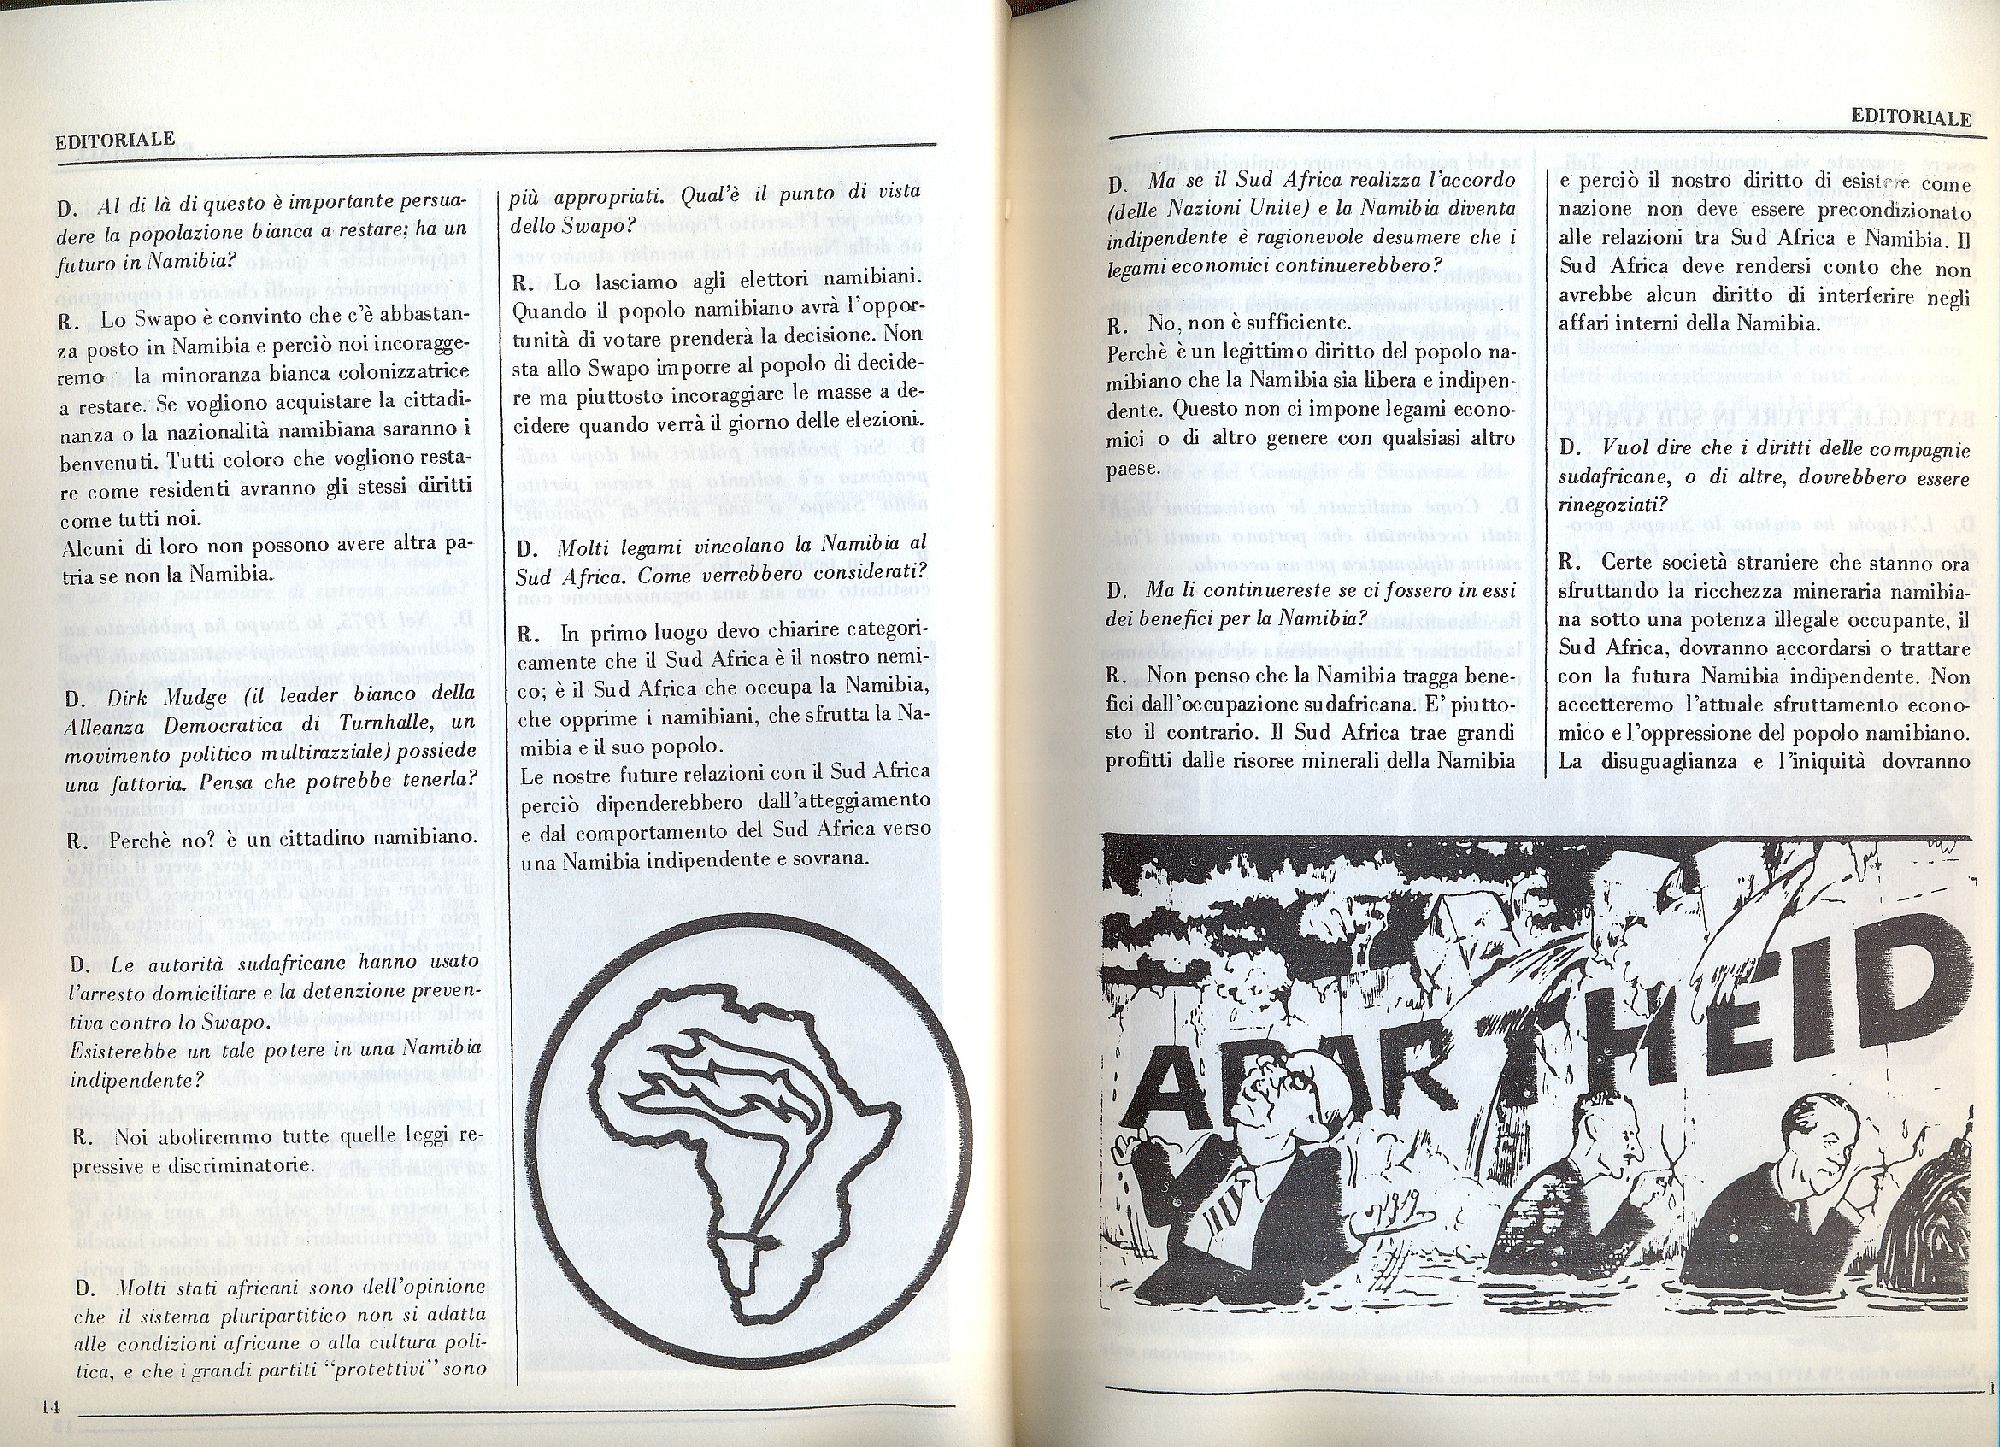 EDITORIALE
D. Al di là di questo è importante persua-
dere la popolazione bianca a restare; ha un
futuro in Namibia?
R. Lo Swapo è convinto che c'è abbastan-
za posto in Namibia e perciò noi incoragge-
remo la minoranza bianca colonizzatrice
a restare. Se vogliono acquistare la cittadi-
nanza o la nazionalità namibiana saranno i
benvenuti. Tutti coloro che vogliono resta-
re come residenti avranno gli stessi diritti
come tutti noi.
Alcuni di loro non possono avere altra pa-
tria se non la Namibia.
D. Dirk Mudge (il leader bianco della
Alleanza Democratica di Turnhalle, un
movimento politico multirazziale) possiede
una fattoria. Pensa che potrebbe tenerla?
R. Perchè no? è un cittadino namibiano.
D. Le autorità sudafricane hanno usato
l'arresto domiciliare e la detenzione preven-
tiva contro lo Swapo.
Esisterebbe un tale potere in una Namibia
indipendente?
R. Noi aboliremmo tutte quelle leggi re-
pressive e discriminatorie.
D. Molti stati africani sono dell'opinione
che il sistema pluripartitico non si adatta
alle condizioni africane o alla cultura poli-
tica, e che i grandi partiti "protettivi" sono
14
più appropriati. Qual'è il punto di vista
dello Swapo?
R. Lo lasciamo agli elettori namibiani.
Quando il popolo namibiano avrà l'oppor-
tunità di votare prenderà la decisione. Non
sta allo Swapo imporre al popolo di decide-
re ma piuttosto incoraggiare le masse a de-
cidere quando verrà il giorno delle elezioni.
D. Molti legami vincolano la Namibia al
Sud Africa. Come verrebbero considerati?
R. In primo luogo devo chiarire categori-
camente che il Sud Africa è il nostro nemi-
co; è il Sud Africa che occupa la Namibia,
che opprime i namibiani, che sfrutta la Na-
mibia e il suo popolo.
Le nostre future relazioni con il Sud Africa
perciò dipenderebbero dall'atteggiamento
e dal comportamento del Sud Africa verso
una Namibia indipendente e sovrana.
EDITORIALE
D. Ma se il Sud Africa realizza l'accordo
(delle Nazioni Unite) e la Namibia diventa
indipendente è ragionevole desumere che i
legami economici continuerebbero?
R. No, non è sufficiente.
Perchè è un legittimo diritto del popolo na-
mibiano che la Namibia sia libera e indipen-
dente. Questo non ci impone legami econo-
mici o di altro genere con qualsiasi altro
paese.
D. Ma li continuereste se ci fossero in essi
dei benefici per la Namibia?
R. Non penso che la Namibia tragga bene-
fici dall'occupazione sudafricana. E' piutto-
sto il contrario. Il Sud Africa trae grandi
profitti dalle risorse minerali della Namibia
e perciò il nostro diritto di esistere come
nazione non deve essere precondizionato
alle relazioni tra Sud Africa e Namibia. Il
Sud Africa deve rendersi conto che non
avrebbe alcun diritto di interferire negli
affari interni della Namibia.
D. Vuol dire che i diritti delle compagnie
sudafricane, o di altre, dovrebbero essere
rinegoziati?
R. Certe società straniere che stanno ora
sfruttando la ricchezza mineraria namibia-
na sotto una potenza illegale occupante, il
Sud Africa, dovranno accordarsi o trattare
con la futura Namibia indipendente. Non
accetteremo l'attuale sfruttamento econo-
mico e l'oppressione del popolo namibiano.
La disuguaglianza e l'iniquità dovranno
APARTHEID